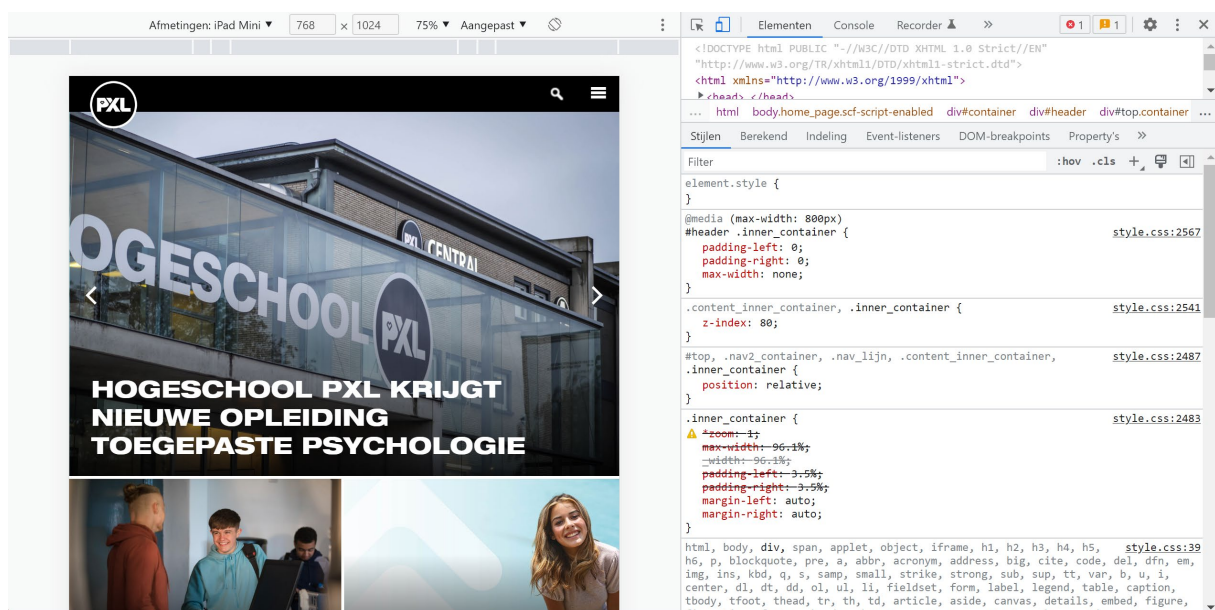 Afmetingen: iPad Mini ▼ 768 × 1024 75% ▼ Aangepast ▼
Elementen Console Recorder » 1 1
<!DOCTYPE html PUBLIC "-//W3C//DTD XHTML 1.0 Strict//EN"
"http://www.w3.org/TR/xhtml1/DTD/xhtml1-strict.dtd">
<html xmlns="http://www.w3.org/1999/xhtml">
<head> </head>
... html body.home_page.scf-script-enabled div#container div#header div#top.container ...
Stijlen Berekend Indeling Event-listeners DOM-breakpoints Property's »
Filter :hov .cls +
element.style {
}
@media (max-width: 800px)
#header .inner_container { style.css:2567
padding-left: 0;
padding-right: 0;
max-width: none;
}
.content_inner_container, .inner_container { style.css:2541
z-index: 80;
}
#top, .nav2_container, .nav_lijn, .content_inner_container, style.css:2487
.inner_container {
position: relative;
}
.inner_container { style.css:2483
*zoom: 1;
max-width: 96.1%;
_width: 96.1%;
padding-left: 3.5%;
padding-right: 3.5%;
margin-left: auto;
margin-right: auto;
}
html, body, div, span, applet, object, iframe, h1, h2, h3, h4, h5, style.css:39
h6, p, blockquote, pre, a, abbr, acronym, address, big, cite, code, del, dfn, em,
img, ins, kbd, q, s, samp, small, strike, strong, sub, sup, tt, var, b, u, i,
center, dl, dt, dd, ol, ul, li, fieldset, form, label, legend, table, caption,
tbody, tfoot, thead, tr, th, td, article, aside, canvas, details, embed, figure,
PXL
PXL CENTRAL
OGESCHOOL PXL
HOGESCHOOL PXL KRIJGT
NIEUWE OPLEIDING
TOEGEPASTE PSYCHOLOGIE